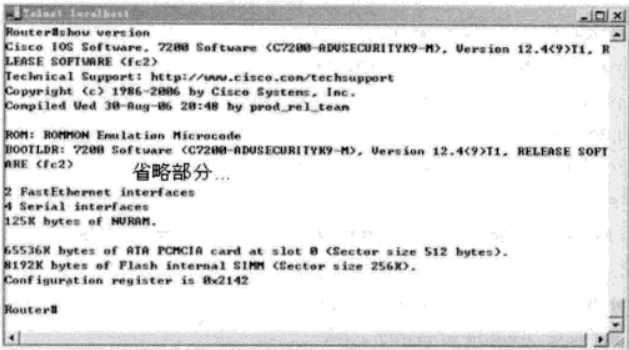 Telnet localhost
Router#show version
Cisco IOS Software, 7200 Software (C7200-ADVSECURITYK9-M), Version 12.4(9)T1, R
ELEASE SOFTWARE (fc2)
Technical Support: http://www.cisco.com/techsupport
Copyright (c) 1986-2006 by Cisco Systems, Inc.
Compiled Wed 30-Aug-06 20:48 by prod_rel_team
ROM: ROMMON Emulation Microcode
BOOTLDR: 7200 Software (C7200-ADVSECURITYK9-M), Version 12.4(9)T1, RELEASE SOFTW
ARE (fc2)
省略部分...
2 FastEthernet interfaces
4 Serial interfaces
125K bytes of NVRAM.
65536K bytes of ATA PCMCIA card at slot 0 (Sector size 512 bytes).
8192K bytes of Flash internal SIMM (Sector size 256K).
Configuration register is 0x2142
Router#